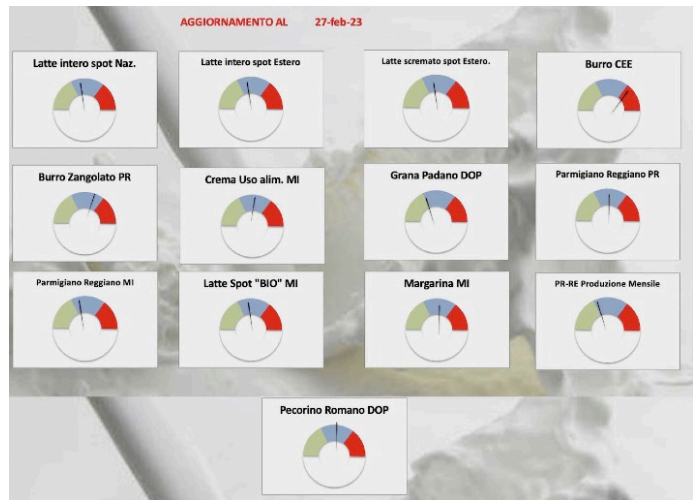 AGGIORNAMENTO AL 27-feb-23
Latte intero spot Naz.
Latte intero spot Estero
Latte scremato spot Estero.
Burro CEE
Burro Zangolato PR
Crema Uso alim. MI
Grana Padano DOP
Parmigiano Reggiano PR
Parmigiano Reggiano MI
Latte Spot "BIO" MI
Margarina MI
PR-RE Produzione Mensile
Pecorino Romano DOP